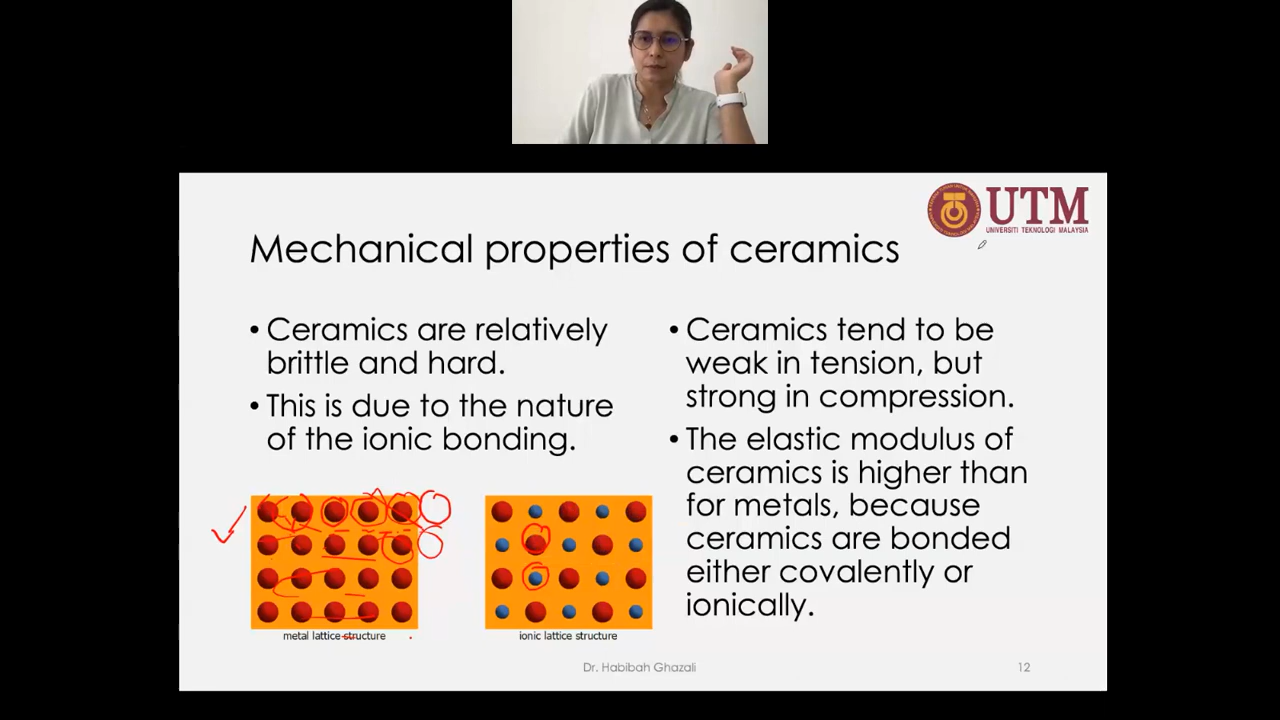 UTM
UNIVERSITI TEKNOLOGI MALAYSIA
Mechanical properties of ceramics
• Ceramics are relatively
brittle and hard.
• This is due to the nature
of the ionic bonding.
metal lattice structure
ionic lattice structure
• Ceramics tend to be
weak in tension, but
strong in compression.
• The elastic modulus of
ceramics is higher than
for metals, because
ceramics are bonded
either covalently or
ionically.
Dr. Habibah Ghazali
12